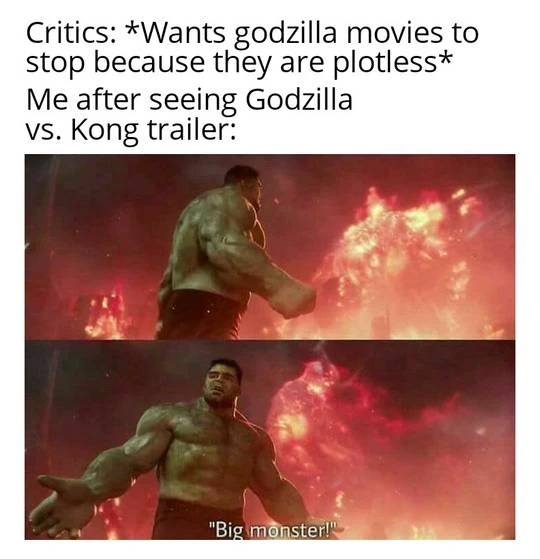 Critics: *Wants godzilla movies to
stop because they are plotless*
Me after seeing Godzilla
vs. Kong trailer:
"Big monster!"